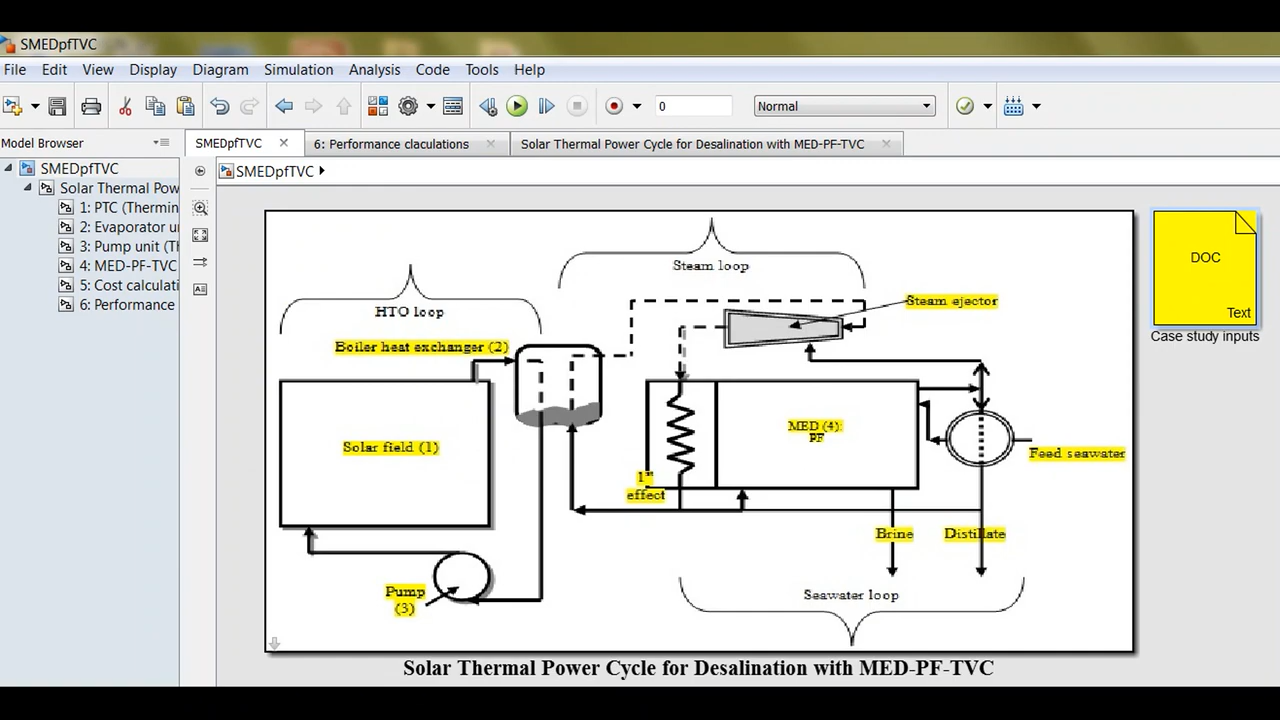 SMEDpfTVC
File Edit View Display Diagram Simulation Analysis Code Tools Help
0 Normal
Model Browser
SMEDpfTVC
6: Performance claculations
Solar Thermal Power Cycle for Desalination with MED-PF-TVC
SMEDpfTVC
SMEDpfTVC
Solar Thermal Pow
1: PTC (Thermin
2: Evaporator u
3: Pump unit (T
4: MED-PF-TVC
5: Cost calculati
6: Performance
Steam loop
HTO loop
Steam ejector
Boiler heat exchanger (2)
Solar field (1)
MED (4):
PF
Feed seawater
1st
effect
Brine
Distillate
Pump
(3)
Seawater loop
Solar Thermal Power Cycle for Desalination with MED-PF-TVC
DOC
Text
Case study inputs